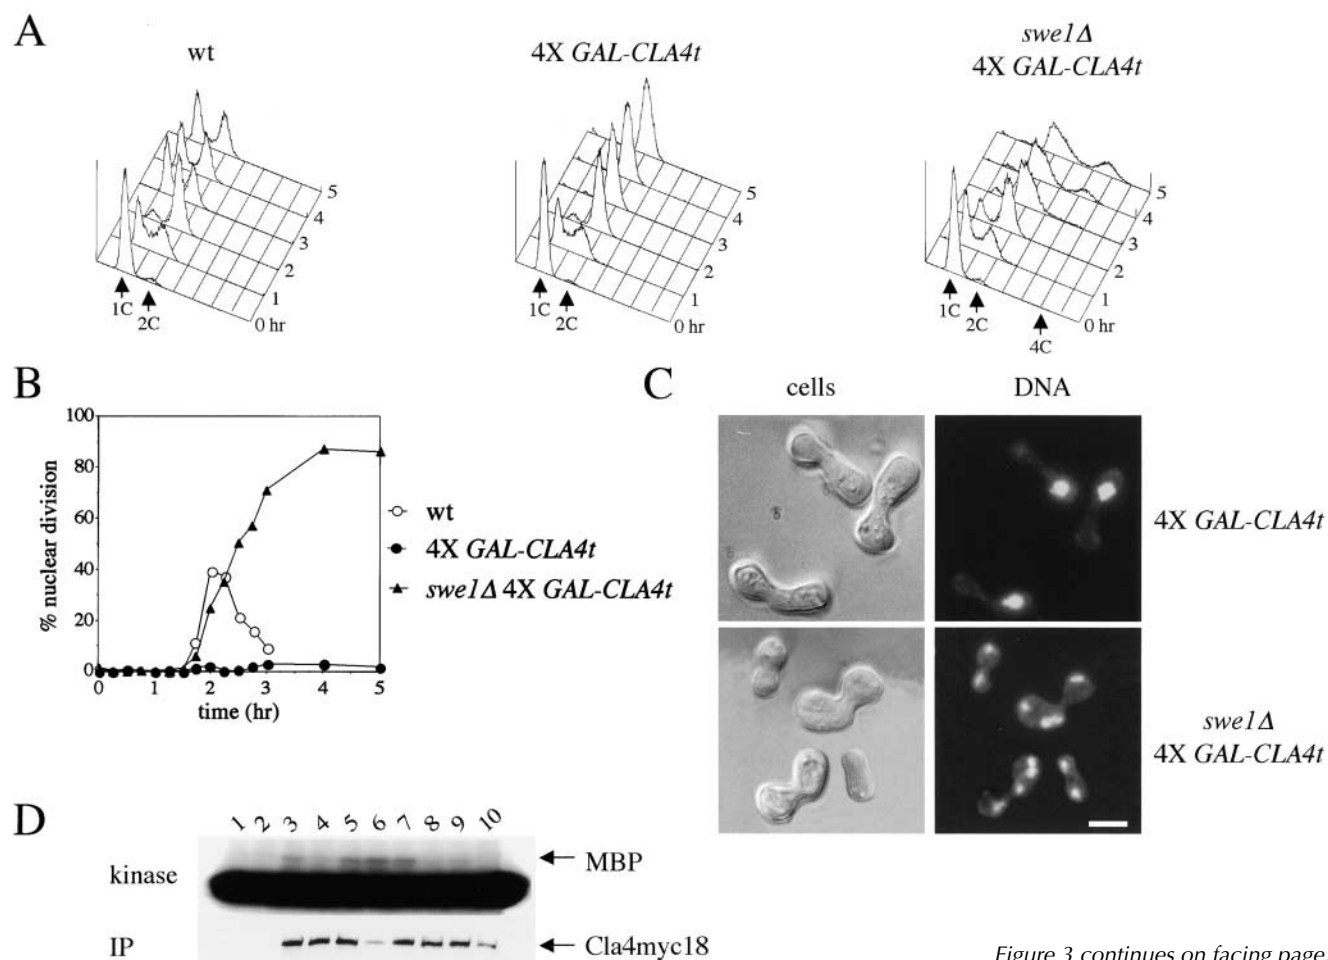 A
wt
4X GAL-CLA4t
swe1Δ
4X GAL-CLA4t
5
4
3
2
1
0 hr
1C
2C
5
4
3
2
1
0 hr
1C
2C
5
4
3
2
1
0 hr
1C
2C
4C
B
% nuclear division
100
80
60
40
20
0
0
1
2
3
4
5
time (hr)
wt
4X GAL-CLA4t
swe1Δ 4X GAL-CLA4t
C
cells
DNA
4X GAL-CLA4t
swe1Δ
4X GAL-CLA4t
D
1 2 3 4 5 6 7 8 9 10
kinase
MBP
IP
Cla4myc18
Figure 3 continues on facing page.